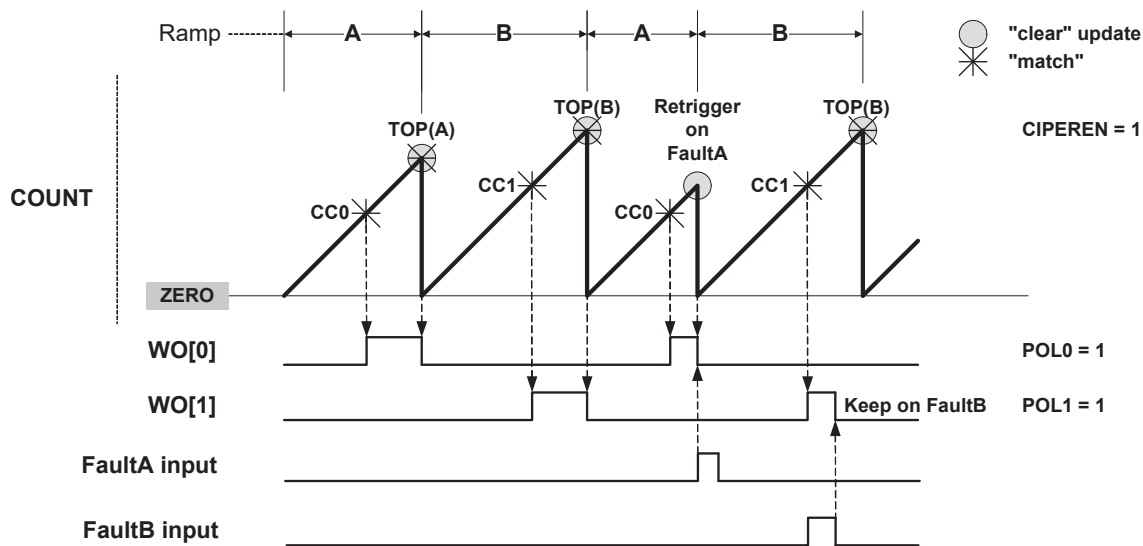 Ramp
A
B
A
B
"clear" update
"match"
TOP(A)
TOP(B)
Retrigger
on
FaultA
TOP(B)
CIPEREN = 1
COUNT
CC0
CC1
CC0
CC1
ZERO
WO[0]
POL0 = 1
WO[1]
Keep on FaultB
POL1 = 1
FaultA input
FaultB input